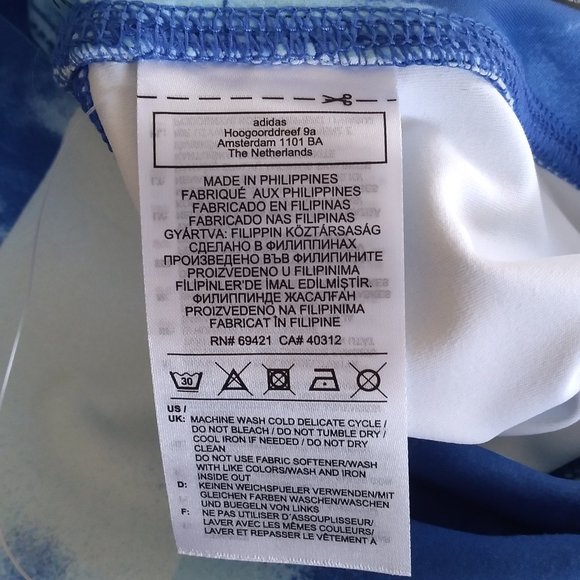 adidas
Hoogoorddreef 9a
Amsterdam 1101 BA
The Netherlands
MADE IN PHILIPPINES
FABRIQUÉ AUX PHILIPPINES
FABRICADO EN FILIPINAS
FABRICADO NAS FILIPINAS
GYÁRTVA: FILIPPIN KÖZTÁRSASÁG
СДЕЛАНО В ФИЛИППИНАХ
ПРОИЗВЕДЕНО ВЪВ ФИЛИПИНИТЕ
PROIZVEDENO U FILIPINIMA
FİLİPİNLER'DE İMAL EDİLMİŞTİR.
ФИЛИППИНДЕ ЖАСАЛҒАН
PROIZVEDENO NA FILIPINIMA
FABRICAT ÎN FILIPINE
RN# 69421 CA# 40312
30
US /
UK: MACHINE WASH COLD DELICATE CYCLE /
DO NOT BLEACH / DO NOT TUMBLE DRY /
COOL IRON IF NEEDED / DO NOT DRY
CLEAN
DO NOT USE FABRIC SOFTENER/WASH
WITH LIKE COLORS/WASH AND IRON
INSIDE OUT
D: KEINEN WEICHSPUELER VERWENDEN/MIT
GLEICHEN FARBEN WASCHEN/WASCHEN
UND BUEGELN VON LINKS
F: NE PAS UTILISER D´ASSOUPLISSEUR/
LAVER AVEC LES MÊMES COULEURS/
LAVER ET REPASSER LE VÊTEMENT À